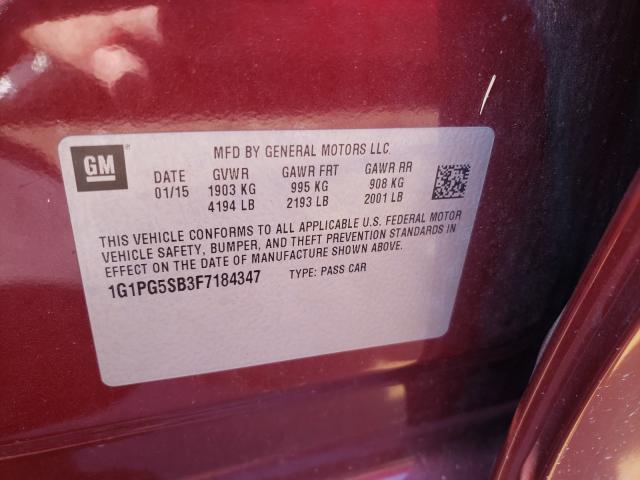 GM
MFD BY GENERAL MOTORS LLC.
DATE GVWR GAWR FRT GAWR RR
01/15 1903 KG 995 KG 908 KG
4194 LB 2193 LB 2001 LB
THIS VEHICLE CONFORMS TO ALL APPLICABLE U.S. FEDERAL MOTOR
VEHICLE SAFETY, BUMPER, AND THEFT PREVENTION STANDARDS IN
EFFECT ON THE DATE OF MANUFACTURE SHOWN ABOVE.
1G1PG5SB3F7184347 TYPE: PASS CAR